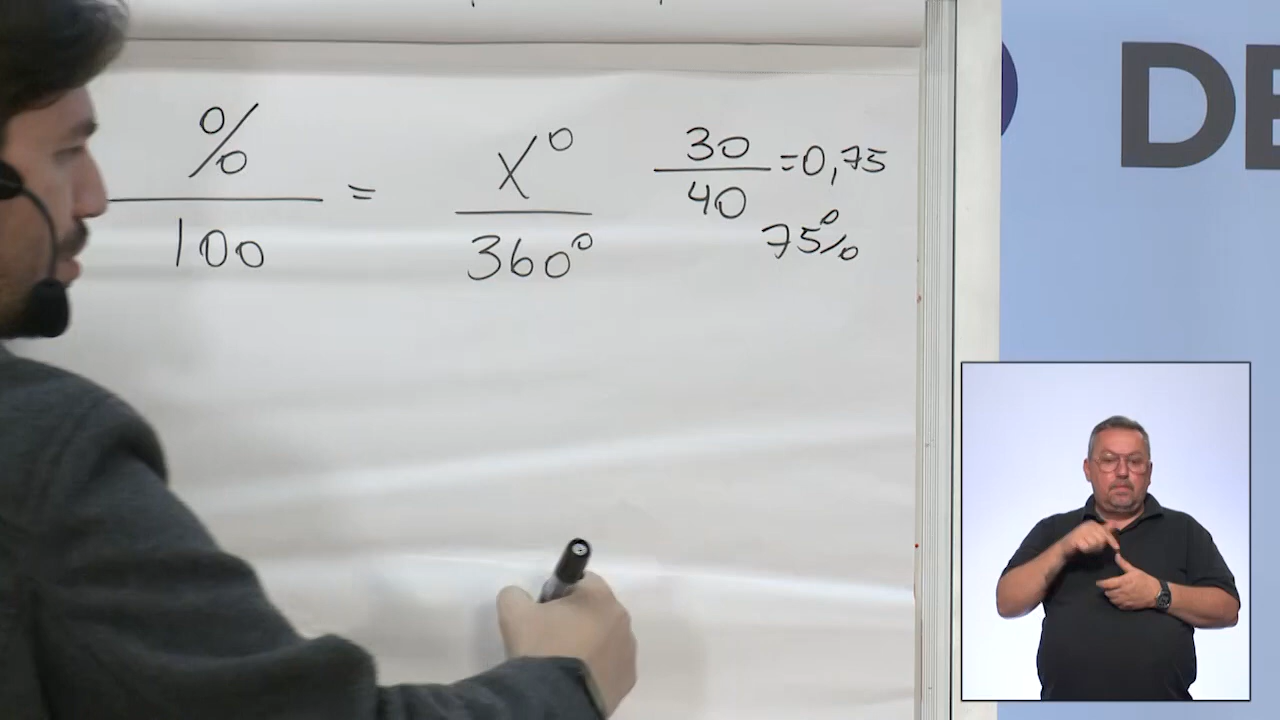 % / 100 = x° / 360°
30 / 40 = 0,75
75%
DE